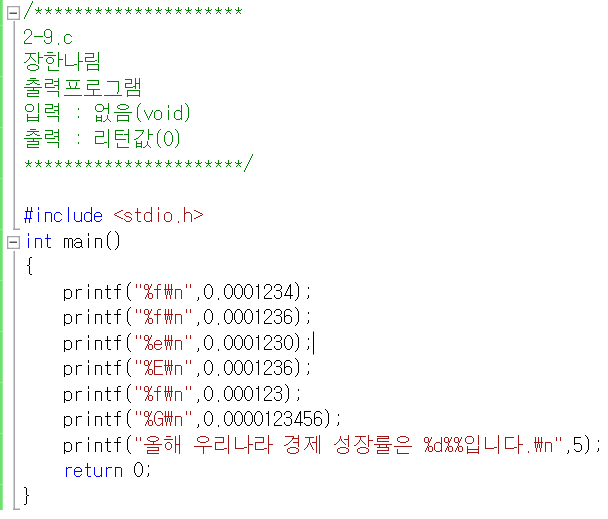 /*********************
2-9.c
장한나림
출력프로그램
입력 : 없음(void)
출력 : 리턴값(0)
**********************/
#include <stdio.h>
int main()
{
printf("%f₩n",0.0001234);
printf("%f₩n",0.0001236);
printf("%e₩n",0.0001230);
printf("%E₩n",0.0001236);
printf("%f₩n",0.000123);
printf("%G₩n",0.0000123456);
printf("올해 우리나라 경제 성장률은 %d%%입니다.₩n",5);
return 0;
}